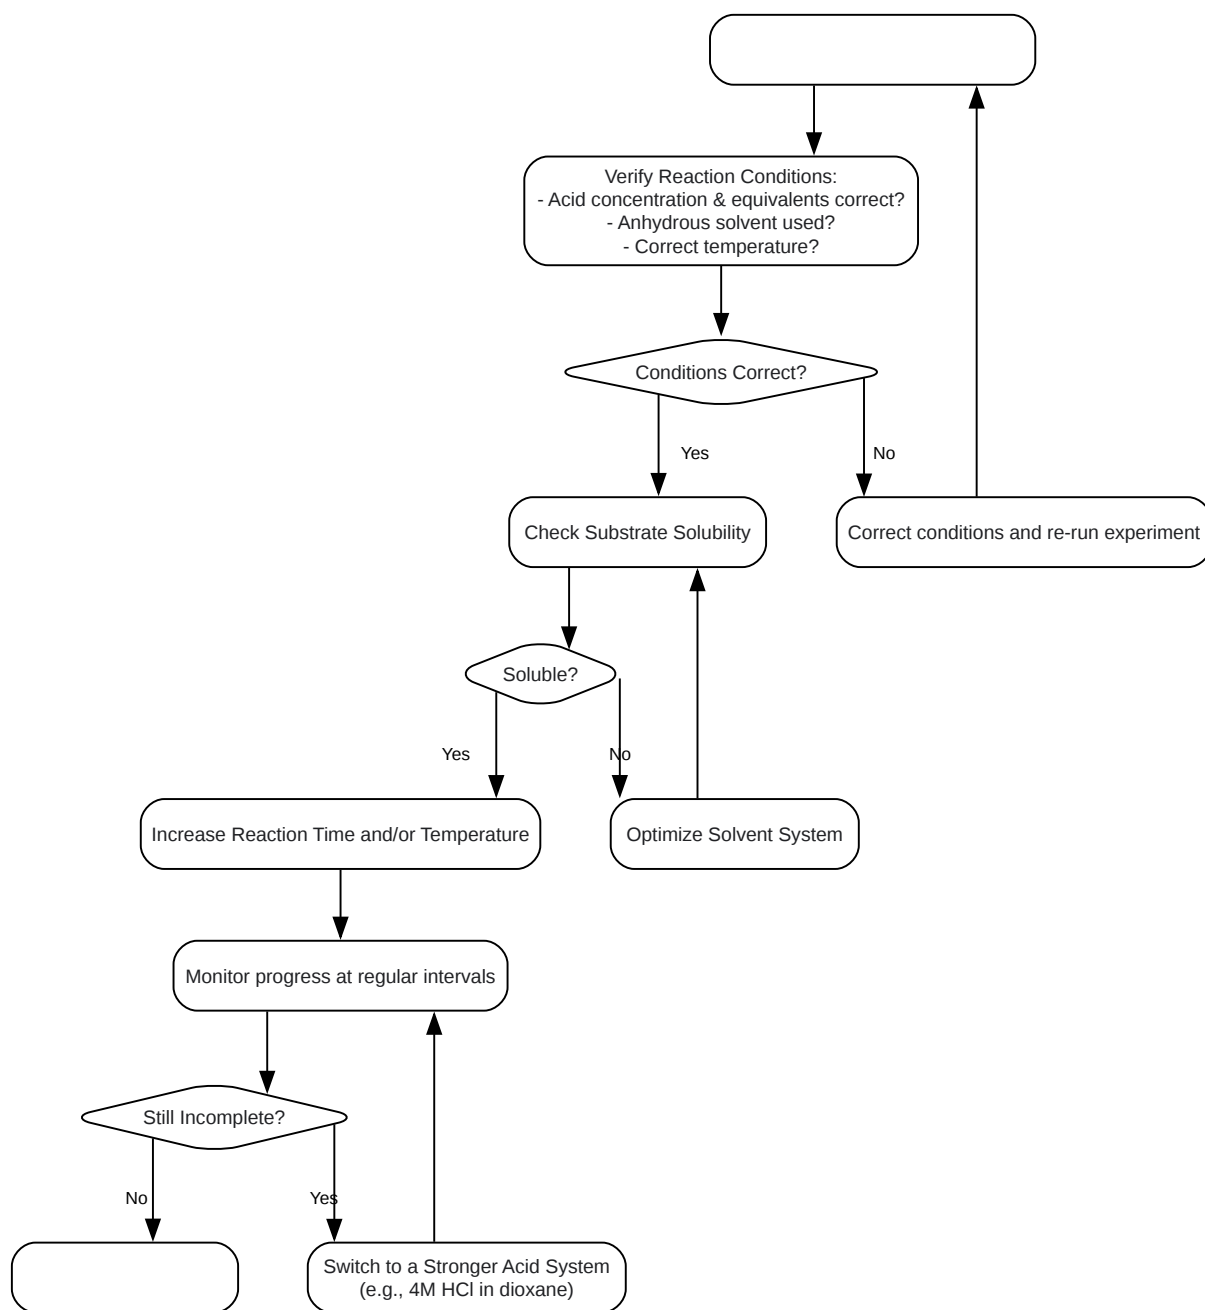 Verify Reaction Conditions:
- Acid concentration & equivalents correct?
- Anhydrous solvent used?
- Correct temperature?
Conditions Correct?
Yes
No
Check Substrate Solubility
Correct conditions and re-run experiment
Soluble?
Yes
No
Increase Reaction Time and/or Temperature
Optimize Solvent System
Monitor progress at regular intervals
Still Incomplete?
No
Yes
Switch to a Stronger Acid System
(e.g., 4M HCl in dioxane)